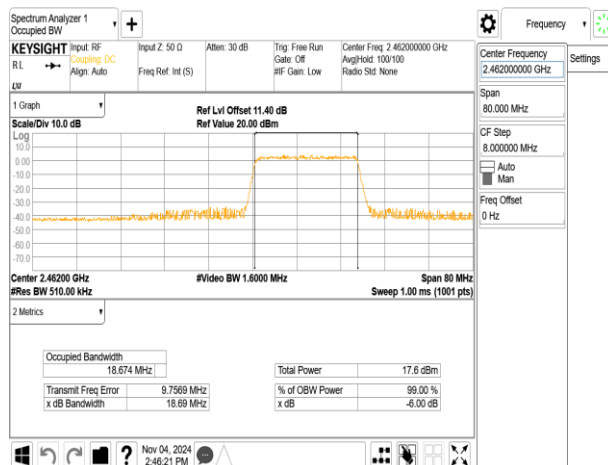 Spectrum Analyzer 1
Occupied BW
Frequency
KEYSIGHT
RL
LXI
Input: RF
Coupling: DC
Align: Auto
Input Z: 50 Ω
Freq Ref: Int (S)
Atten: 30 dB
Trig: Free Run
Gate: Off
#IF Gain: Low
Center Freq: 2.462000000 GHz
Avg|Hold: 100/100
Radio Std: None
Center Frequency
2.462000000 GHz
Settings
Span
80.000 MHz
CF Step
8.000000 MHz
Auto
Man
Freq Offset
0 Hz
1 Graph
Scale/Div 10.0 dB
Ref Lvl Offset 11.40 dB
Ref Value 20.00 dBm
Log
10.0
0.00
-10.0
-20.0
-30.0
-40.0
-50.0
-60.0
-70.0
Center 2.46200 GHz
#Res BW 510.00 kHz
#Video BW 1.6000 MHz
Span 80 MHz
Sweep 1.00 ms (1001 pts)
2 Metrics
Occupied Bandwidth
18.674 MHz
Transmit Freq Error 9.7569 MHz
x dB Bandwidth 18.69 MHz
Total Power 17.6 dBm
% of OBW Power 99.00 %
x dB -6.00 dB
?
Nov 04, 2024
2:46:21 PM